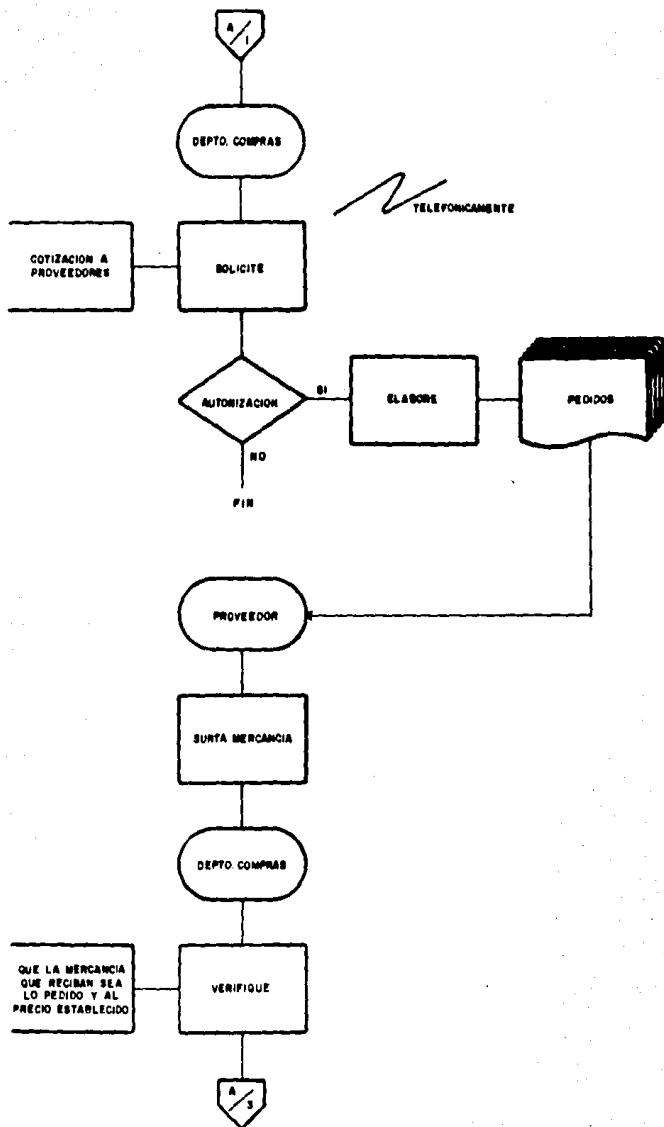 A/1
DEPTO. COMPRAS
TELEFONICAMENTE
COTIZACION A
PROVEEDORES
SOLICITE
AUTORIZACION
SI
ELABORE
PEDIDOS
NO
FIN
PROVEEDOR
SURTA MERCANCIA
DEPTO. COMPRAS
QUE LA MERCANCIA
QUE RECIBAN SEA
LO PEDIDO Y AL
PRECIO ESTABLECIDO
VERIFIQUE
A/3